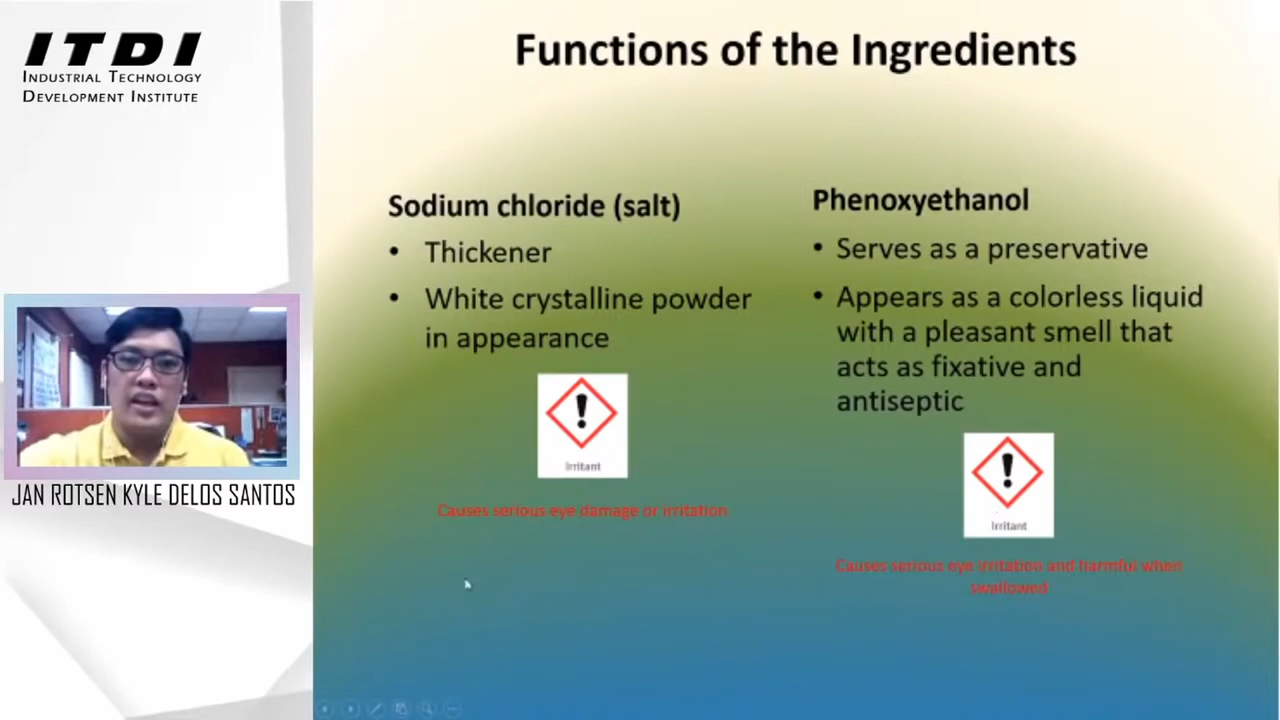 ITDI
INDUSTRIAL TECHNOLOGY
DEVELOPMENT INSTITUTE
JAN ROTSEN KYLE DELOS SANTOS
Functions of the Ingredients
Sodium chloride (salt)
• Thickener
• White crystalline powder
in appearance
Irritant
Causes serious eye damage or irritation
Phenoxyethanol
• Serves as a preservative
• Appears as a colorless liquid
with a pleasant smell that
acts as fixative and
antiseptic
Irritant
Causes serious eye irritation and harmful when
swallowed